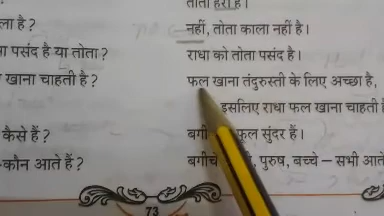 तोता हरा है।
ला है?
नहीं, तोता काला नहीं है।
पसंद है या तोता?
राधा को तोता पसंद है।
खाना चाहती है?
फल खाना तंदुरुस्ती के लिए अच्छा है,
इसलिए राधा फल खाना चाहती
कैसे हैं?
फूल सुंदर हैं।
-कौन आते हैं?
पुरुष, बच्चे – सभी आते
73